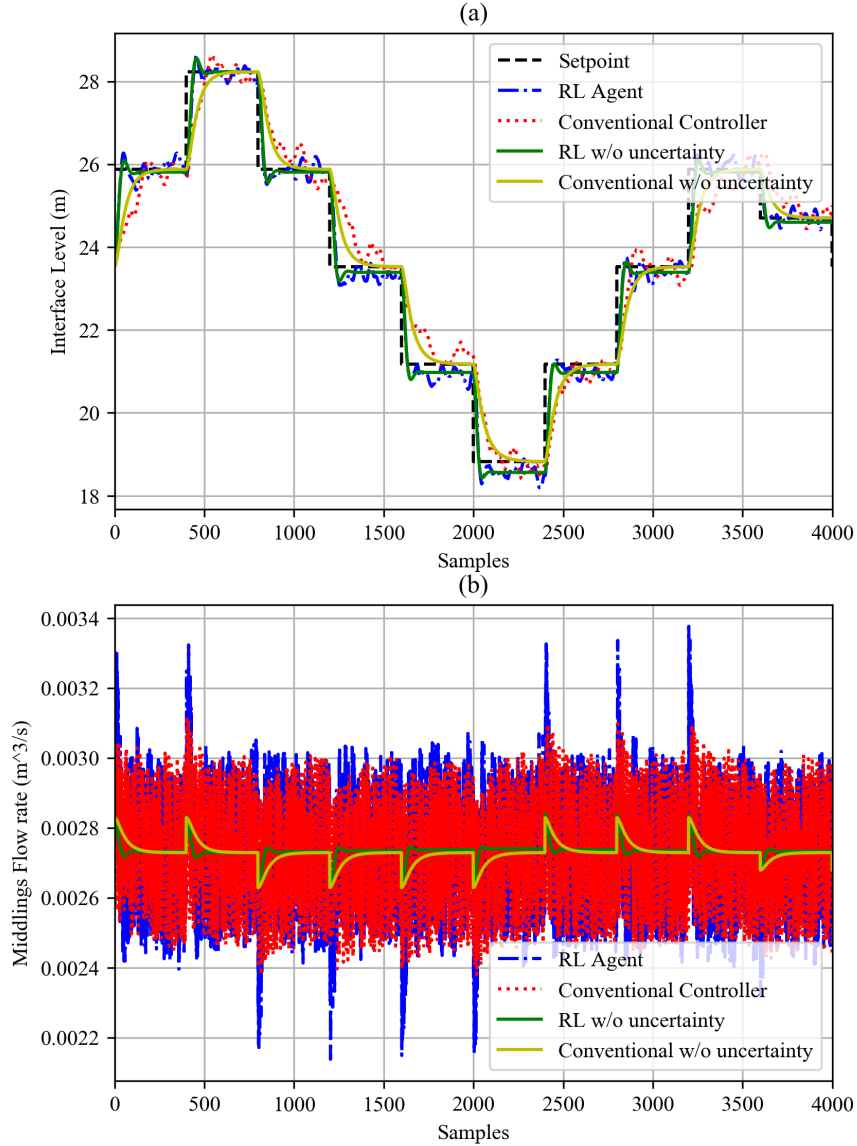 (a)
Interface Level (m)
28
26
24
22
20
18
Setpoint
RL Agent
Conventional Controller
RL w/o uncertainty
Conventional w/o uncertainty
0 500 1000 1500 2000 2500 3000 3500 4000
Samples
(b)
Middlings Flow rate (m^3/s)
0.0034
0.0032
0.0030
0.0028
0.0026
0.0024
0.0022
RL Agent
Conventional Controller
RL w/o uncertainty
Conventional w/o uncertainty
0 500 1000 1500 2000 2500 3000 3500 4000
Samples